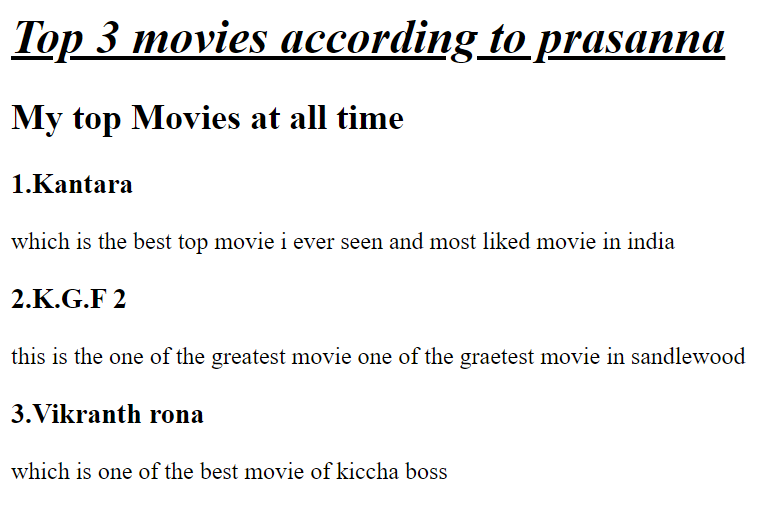 Top 3 movies according to prasanna
My top Movies at all time
1.Kantara
which is the best top movie i ever seen and most liked movie in india
2.K.G.F 2
this is the one of the greatest movie one of the graetest movie in sandlewood
3.Vikranth rona
which is one of the best movie of kiccha boss